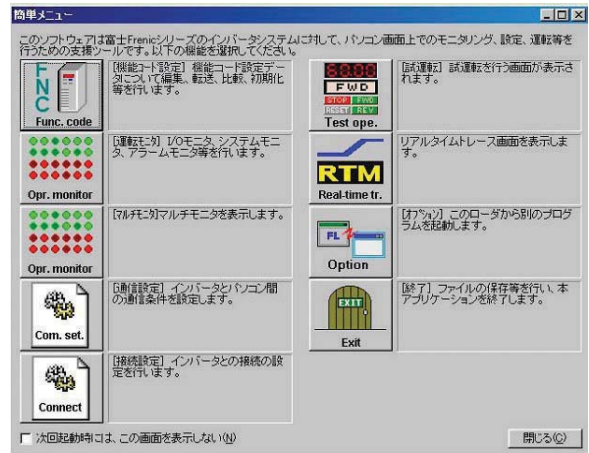 簡単メニュー
このソフトウェアは富士Frenicシリーズのインバータシステムに対して、パソコン画面上でのモニタリング、設定、運転等を
行うための支援ツールです。以下の機能を選択してください。
FNC
Func. code
[機能コード設定] 機能コード設定デー
タについて編集、転送、比較、初期化
等を行います。
Opr. monitor
[運転モニタ] I/Oモニタ、システムモニ
タ、アラームモニタ等を行います。
Opr. monitor
[マルチモニタ]マルチモニタを表示します。
Com. set.
[通信設定] インバータとパソコン間
の通信条件を設定します。
Connect
[接続設定] インバータとの接続の設
定を行います。
88.88
FWD
STOP FWD
RESET REV
Test ope.
[試運転] 試運転を行う画面が表示さ
れます。
RTM
Real-time tr.
リアルタイムトレース画面を表示しま
す。
FL
Option
[オプション] このローダから別のプログ
ラムを起動します。
EXIT
Exit
[終了] ファイルの保存等を行い、本
アプリケーションを終了します。
次回起動時には、この画面を表示しない(N)
閉じる(C)